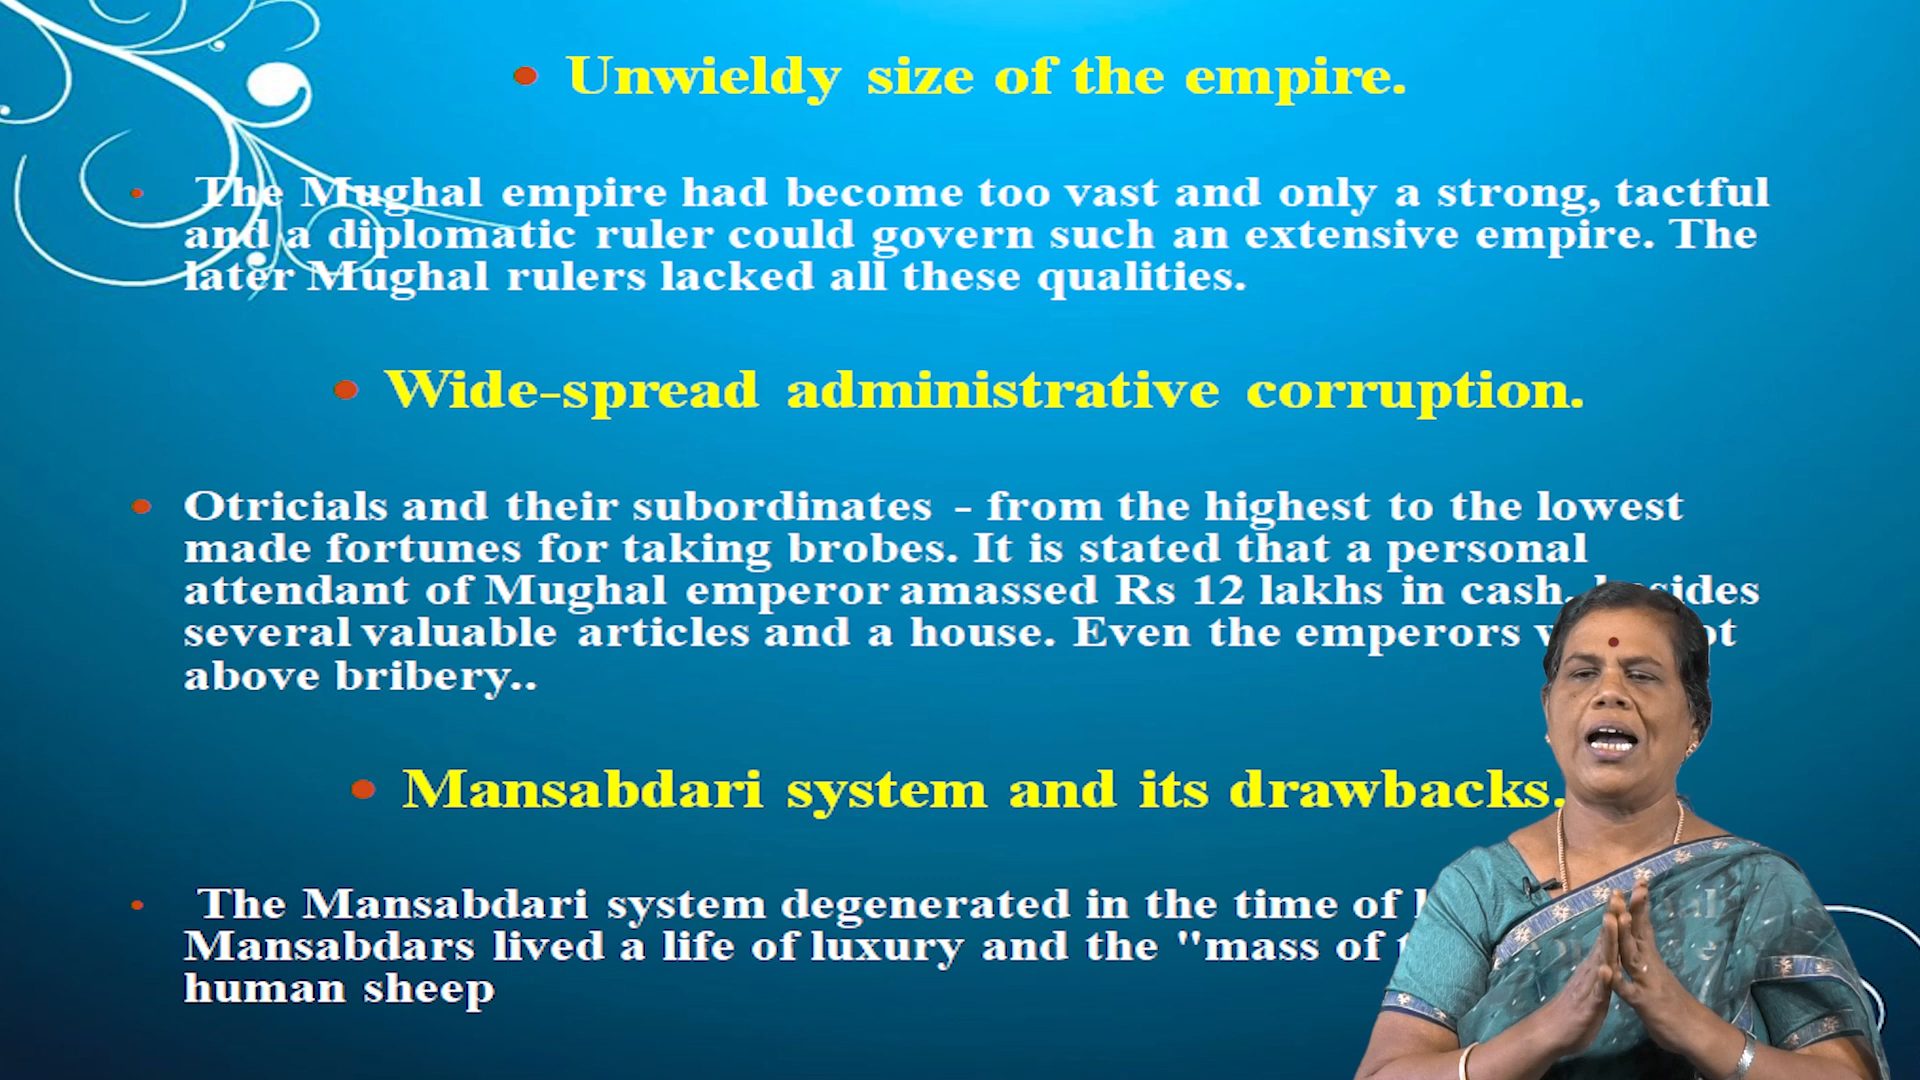 • Unwieldy size of the empire.
• The Mughal empire had become too vast and only a strong, tactful
and a diplomatic ruler could govern such an extensive empire. The
later Mughal rulers lacked all these qualities.
• Wide-spread administrative corruption.
• Otricials and their subordinates - from the highest to the lowest
made fortunes for taking brobes. It is stated that a personal
attendant of Mughal emperor amassed Rs 12 lakhs in cash,
several valuable articles and a house. Even the emperors
above bribery..
• Mansabdari system and its drawbacks.
• The Mansabdari system degenerated in the time of
Mansabdars lived a life of luxury and the "mass of
human sheep